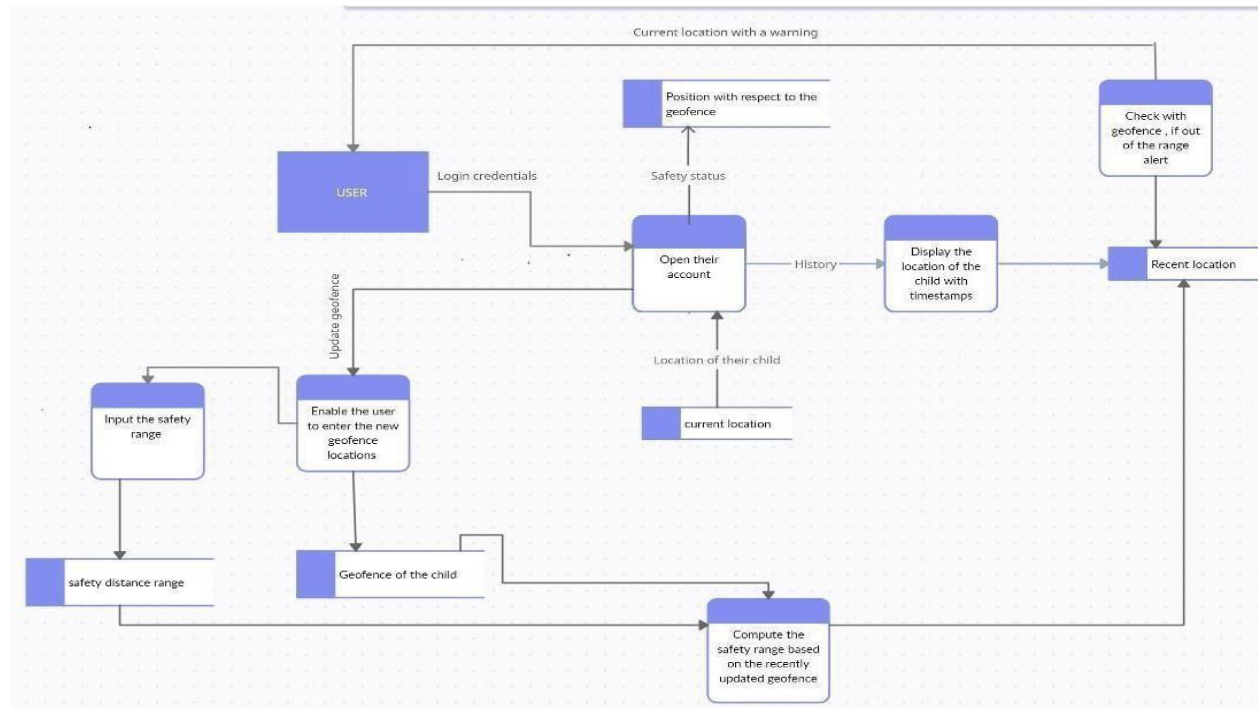 Current location with a warning
Position with respect to the
geofence
Check with
geofence , if out
of the range
alert
USER
Login credentials
Safety status
Open their
account
History
Display the
location of the
child with
timestamps
Recent location
Update geofence
Location of their child
Input the safety
range
Enable the user
to enter the new
geofence
locations
current location
safety distance range
Geofence of the child
Compute the
safety range based
on the recently
updated geofence